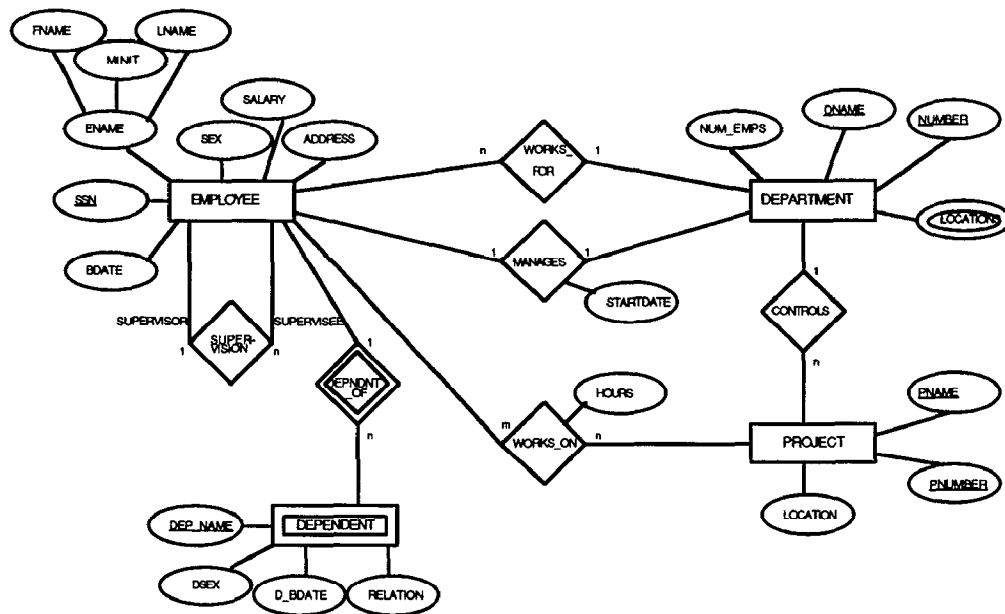 FNAME
LNAME
MINIT
ENAME
SALARY
SEX
ADDRESS
SSN
EMPLOYEE
BDATE
n
WORKS_
FOR
1
NUM_EMPS
DNAME
NUMBER
DEPARTMENT
LOCATIONS
1
MANAGES
1
STARTDATE
SUPERVISOR
SUPERVISEE
1
SUPER-
VISION
n
1
DEPNDNT
_OF
n
1
CONTROLS
n
HOURS
m
WORKS_ON
n
PNAME
PROJECT
PNUMBER
LOCATION
DEP_NAME
DEPENDENT
DSEX
D_BDATE
RELATION